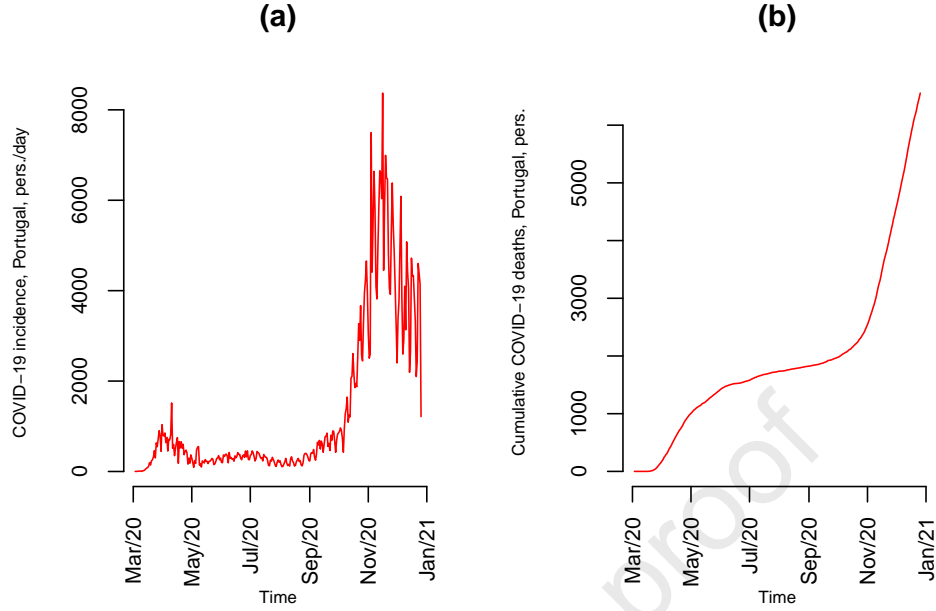 (a)
COVID−19 incidence, Portugal, pers./day
8000
6000
4000
2000
0
Mar/20
May/20
Jul/20
Sep/20
Nov/20
Jan/21
Time
(b)
Cumulative COVID−19 deaths, Portugal, pers.
5000
3000
1000
0
Mar/20
May/20
Jul/20
Sep/20
Nov/20
Jan/21
Time
proof